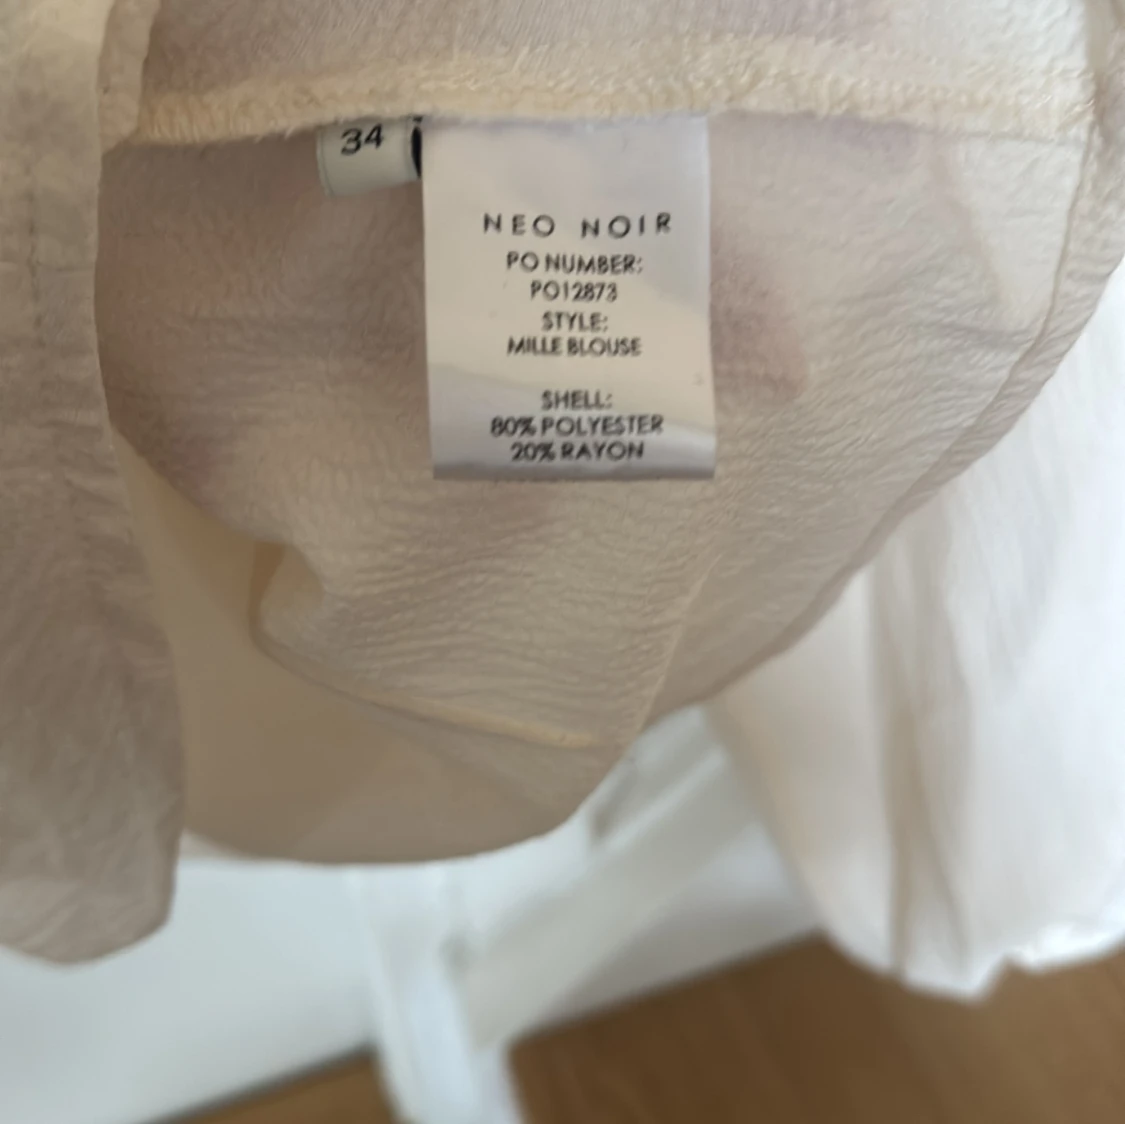 34
NEO NOIR
PO NUMBER:
PO12873
STYLE:
MILLE BLOUSE
SHELL:
80% POLYESTER
20% RAYON